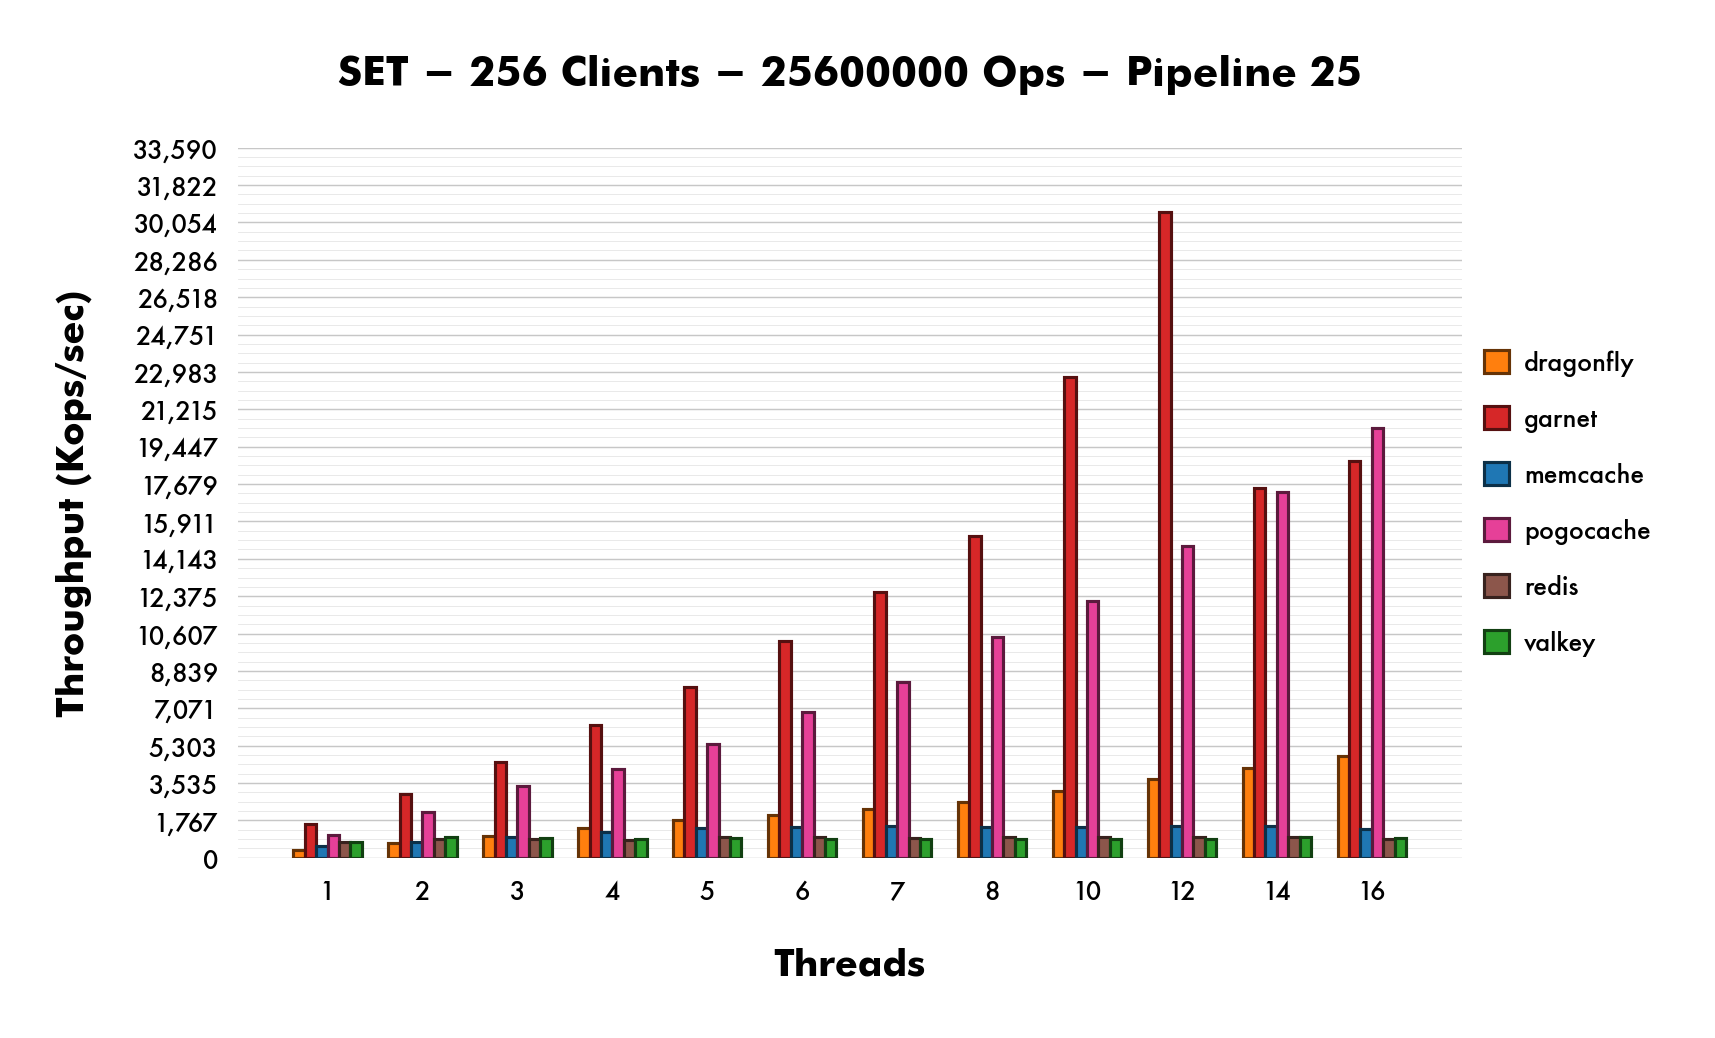 SET – 256 Clients – 25600000 Ops – Pipeline 25
33,590
31,822
30,054
28,286
26,518
24,751
22,983
21,215
19,447
17,679
15,911
14,143
12,375
10,607
8,839
7,071
5,303
3,535
1,767
0
Throughput (Kops/sec)
1 2 3 4 5 6 7 8 10 12 14 16
Threads
dragonfly
garnet
memcache
pogocache
redis
valkey